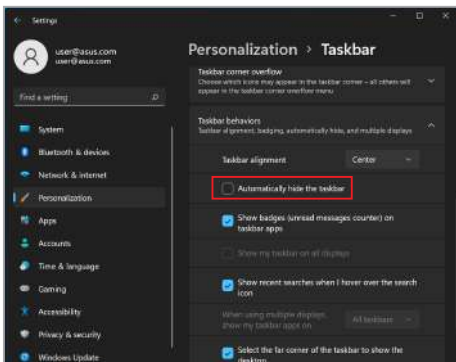 Settings
user@asus.com
user@asus.com
Find a setting
System
Bluetooth & devices
Network & internet
Personalization
Apps
Accounts
Time & language
Gaming
Accessibility
Privacy & security
Windows Update
Personalization > Taskbar
Taskbar corner overflow
Choose which icons may appear in the taskbar corner – all others will
appear in the taskbar corner overflow menu
Taskbar behaviors
Taskbar alignment, badging, automatically hide, and multiple displays
Taskbar alignment
Center
Automatically hide the taskbar
Show badges (unread messages counter) on
taskbar apps
Show my taskbar on all displays
Show recent searches when I hover over the search
icon
When using multiple displays,
show my taskbar apps on
All taskbars
Select the far corner of the taskbar to show the
desktop